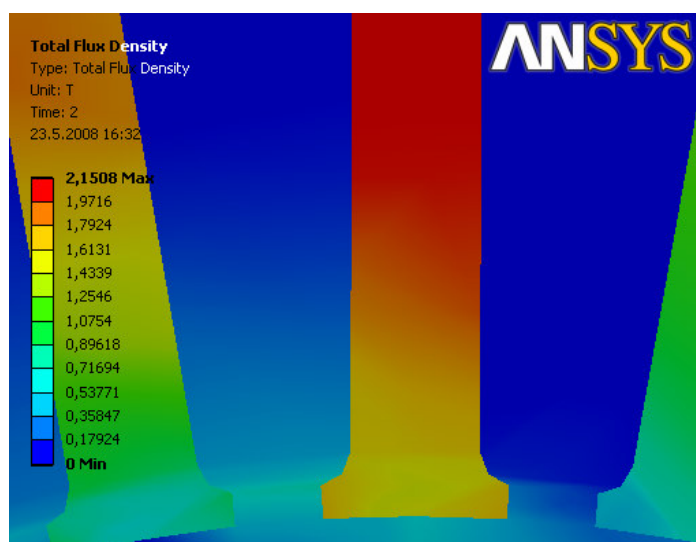 Total Flux Density
Type: Total Flux Density
Unit: T
Time: 2
23.5.2008 16:32
2,1508 Max
1,9716
1,7924
1,6131
1,4339
1,2546
1,0754
0,89618
0,71694
0,53771
0,35847
0,17924
0 Min
ANSYS